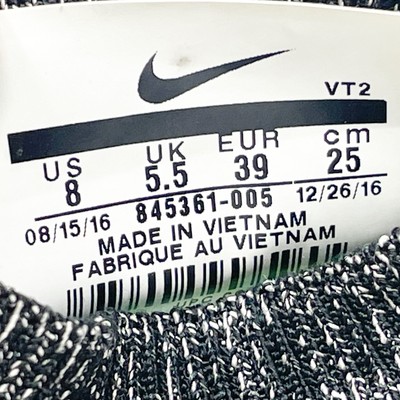 VT2
US UK EUR cm
8 5.5 39 25
08/15/16 845361-005 12/26/16
MADE IN VIETNAM
FABRIQUE AU VIETNAM